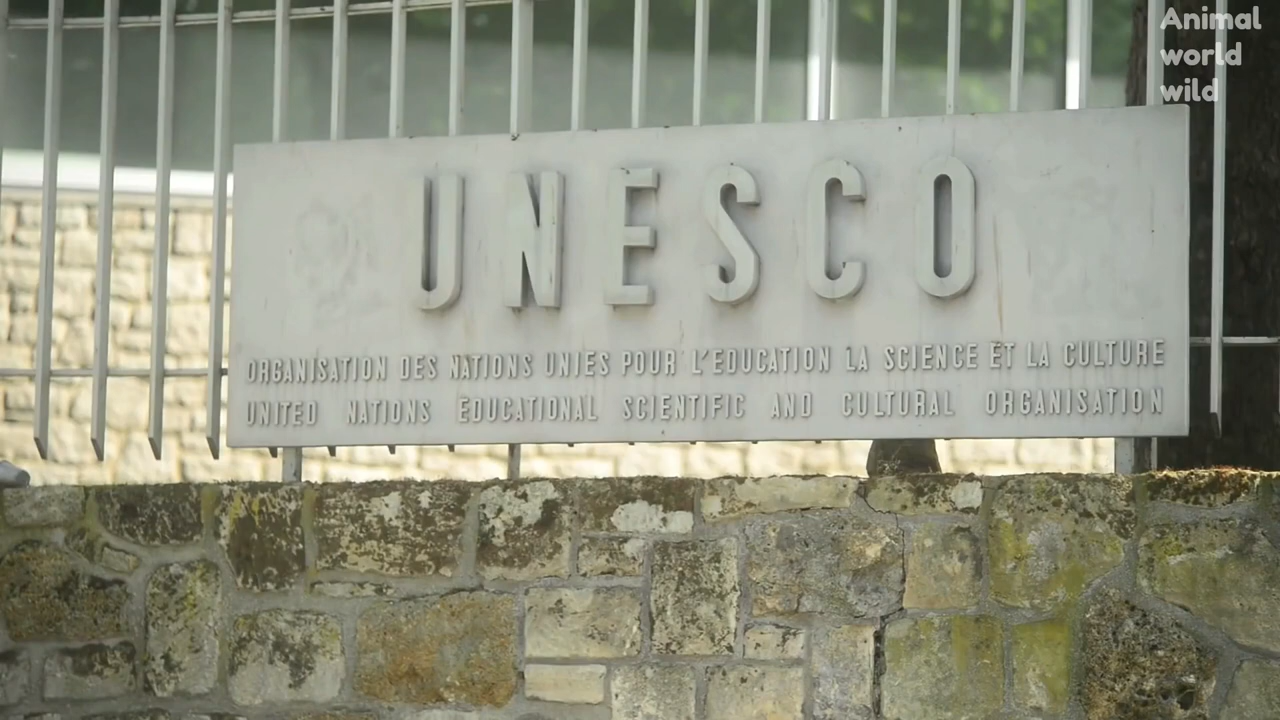 Animal
world
wild
UNESCO
ORGANISATION DES NATIONS UNIES POUR L'EDUCATION LA SCIENCE ET LA CULTURE
UNITED NATIONS EDUCATIONAL SCIENTIFIC AND CULTURAL ORGANISATION